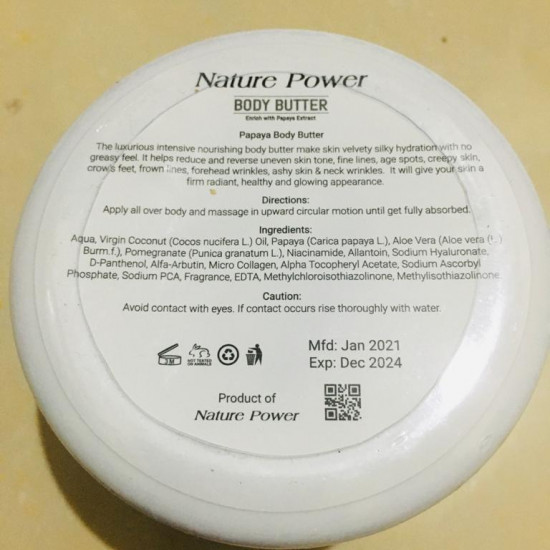 Nature Power
BODY BUTTER
Enrich with Papaya Extract
Papaya Body Butter
The luxurious intensive nourishing body butter make skin velvety silky hydration with no
greasy feel. It helps reduce and reverse uneven skin tone, fine lines, age spots, creepy skin,
crow's feet, frown lines, forehead wrinkles, ashy skin & neck wrinkles. It will give your skin a
firm radiant, healthy and glowing appearance.
Directions:
Apply all over body and massage in upward circular motion until get fully absorbed.
Ingredients:
Aqua, Virgin Coconut (Cocos nucifera L.) Oil, Papaya (Carica papaya L.), Aloe Vera (Aloe vera (L.)
Burm.f.), Pomegranate (Punica granatum L.), Niacinamide, Allantoin, Sodium Hyaluronate,
D-Panthenol, Alfa-Arbutin, Micro Collagen, Alpha Tocopheryl Acetate, Sodium Ascorbyl
Phosphate, Sodium PCA, Fragrance, EDTA, Methylchloroisothiazolinone, Methylisothiazolinone.
Caution:
Avoid contact with eyes. If contact occurs rise thoroughly with water.
3M
NOT TESTED
ON ANIMALS
Mfd: Jan 2021
Exp: Dec 2024
Product of
Nature Power